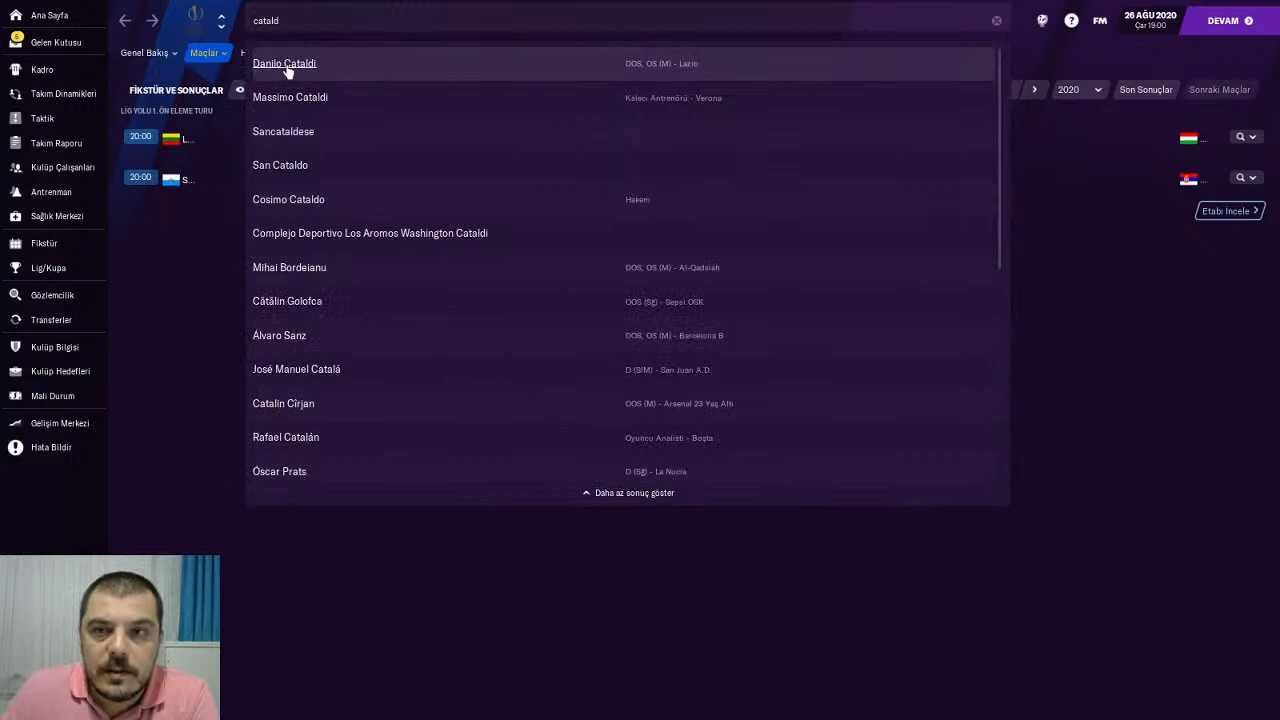 Ana Sayfa
catald
26 AĞU 2020
Çar 19:00
FM
DEVAM
6
Gelen Kutusu
Genel Bakış
Maçlar
H
Danilo Cataldi
DOS, OS (M) - Lazio
Kadro
FİKSTÜR VE SONUÇLAR
2020
Son Sonuçlar
Sonraki Maçlar
Takım Dinamikleri
Massimo Cataldi
Kaleci Antrenörü - Verona
LİG YOLU 1. ÖN ELEME TURU
Taktik
Sancataldese
20:00
L...
...
Takım Raporu
Kulüp Çalışanları
San Cataldo
20:00
S...
...
Antrenman
Cosimo Cataldo
Hakem
Etabı İncele
Sağlık Merkezi
Complejo Deportivo Los Aromos Washington Cataldi
Fikstür
Lig/Kupa
Mihai Bordeianu
DOS, OS (M) - Al-Qadsiah
Gözlemcilik
Cătălin Golofca
OOS (Sğ) - Sepsi OSK
Transferler
Álvaro Sanz
DOS, OS (M) - Barselona B
Kulüp Bilgisi
Kulüp Hedefleri
José Manuel Catalá
D (SlM) - San Juan A.D.
Mali Durum
Catalin Cîrjan
OOS (M) - Arsenal 23 Yaş Altı
Gelişim Merkezi
Rafael Catalán
Oyuncu Analisti - Boşta
Hata Bildir
Óscar Prats
D (Sğ) - La Nucia
Daha az sonuç göster